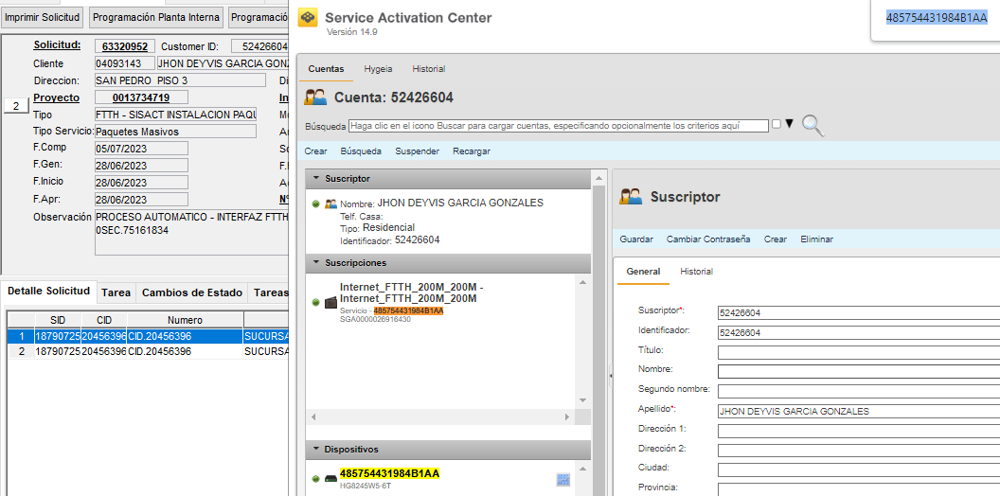 Imprimir Solicitud
Programación Planta Interna
Programación
Solicitud: 63320952 Customer ID: 52426604
Cliente 04093143 JHON DEYVIS GARCIA GONZ
Direccion: SAN PEDRO PISO 3
Proyecto 0013734719
2
Tipo FTTH - SISACT INSTALACION PAQU
Tipo Servicio: Paquetes Masivos
F.Comp 05/07/2023
F.Gen: 28/06/2023
F.Inicio 28/06/2023
F.Apr: 28/06/2023
Observación PROCESO AUTOMATICO - INTERFAZ FTTH
0SEC.75161834
Detalle Solicitud Tarea Cambios de Estado Tareas
SID CID Numero
1 18790725 20456396 CID.20456396 SUCURSA
2 18790725 20456396 CID.20456396 SUCURSA
Service Activation Center
Versión 14.9
485754431984B1AA
Cuentas Hygeia Historial
Cuenta: 52426604
Búsqueda Haga clic en el icono Buscar para cargar cuentas, especificando opcionalmente los criterios aquí
Crear Búsqueda Suspender Recargar
Suscriptor
Nombre: JHON DEYVIS GARCIA GONZALES
Telf. Casa:
Tipo: Residencial
Identificador: 52426604
Suscripciones
Internet_FTTH_200M_200M -
Internet_FTTH_200M_200M
Servicio - 485754431984B1AA
SGA0000026916430
Dispositivos
485754431984B1AA
HG8245W5-6T
Suscriptor
Guardar Cambiar Contraseña Crear Eliminar
General Historial
Suscriptor*: 52426604
Identificador: 52426604
Título:
Nombre:
Segundo nombre:
Apellido*: JHON DEYVIS GARCIA GONZALES
Dirección 1:
Dirección 2:
Ciudad:
Provincia: